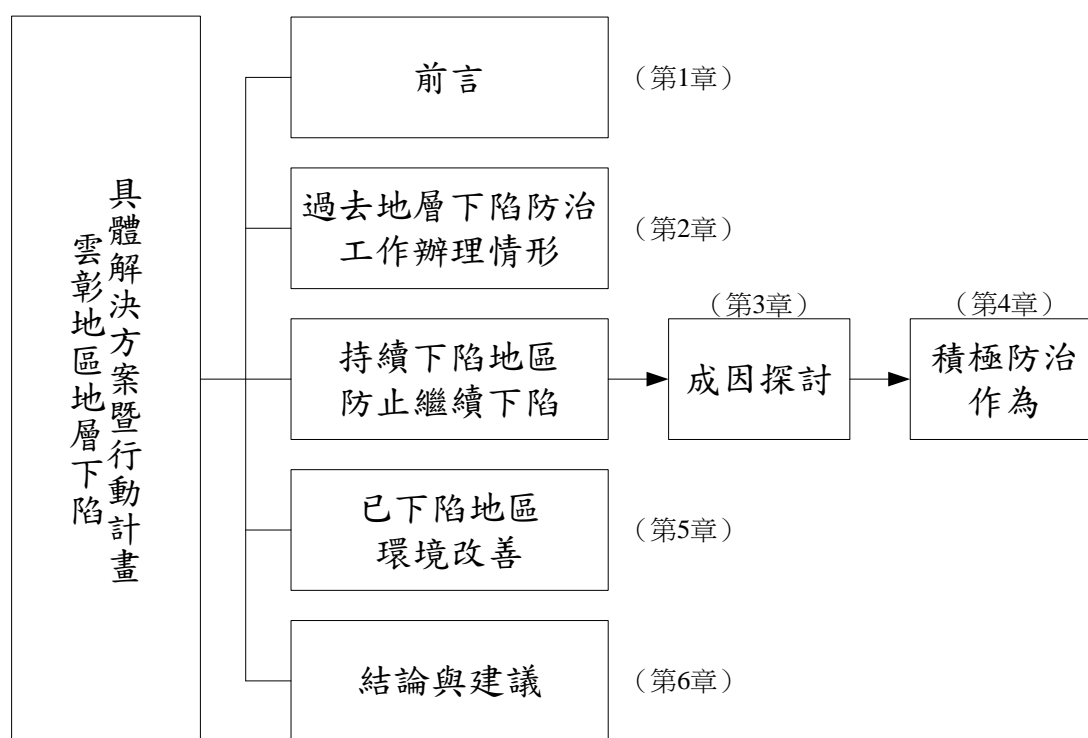 雲彰地區地層下陷
具體解決方案暨行動計畫
前言
（第1章）
過去地層下陷防治
工作辦理情形
（第2章）
持續下陷地區
防止繼續下陷
（第3章）
成因探討
（第4章）
積極防治
作為
已下陷地區
環境改善
（第5章）
結論與建議
（第6章）